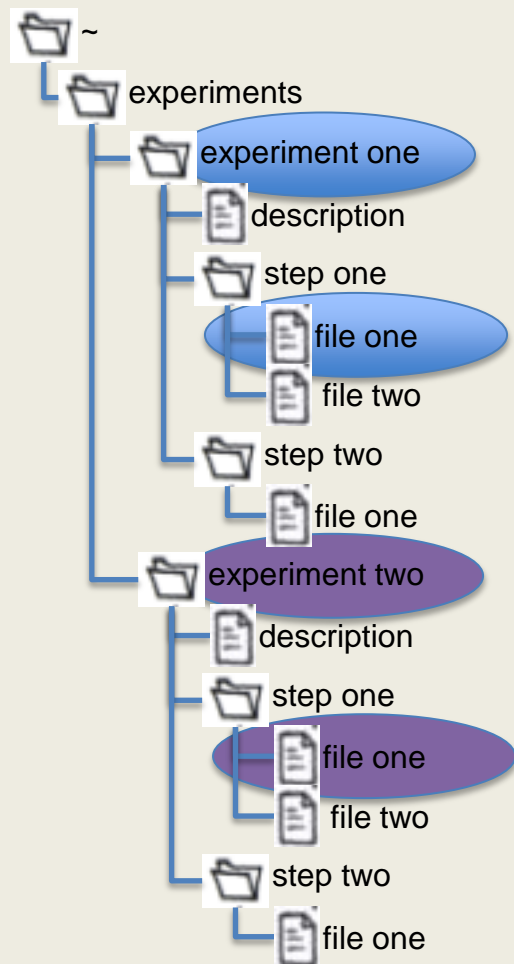 ~
experiments
experiment one
description
step one
file one
file two
step two
file one
experiment two
description
step one
file one
file two
step two
file one